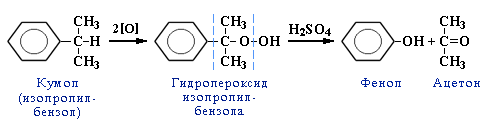 CH₃ CH₃
C–H 2[O] C–O–OH H₂SO₄ OH + C=O
CH₃ CH₃ CH₃ CH₃
Кумол Гидропероксид Фенол Ацетон
(изопропил- изопропил-
бензол) бензола